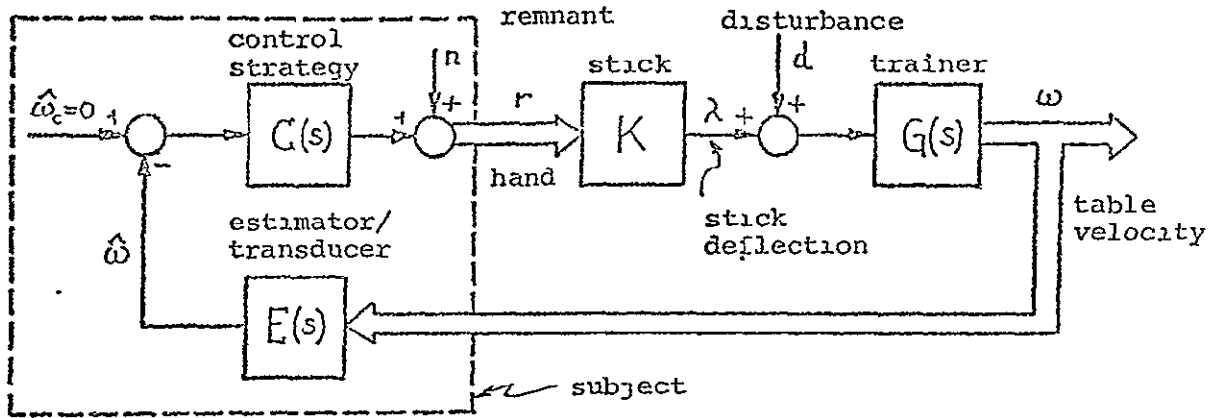 remnant
disturbance
control
strategy
n
stick
d
trainer
ω̂c=0
+
+
+
r
λ
+
+
ω
C(s)
K
G(s)
-
hand
estimator/
transducer
stick
deflection
table
velocity
ω̂
E(s)
subject